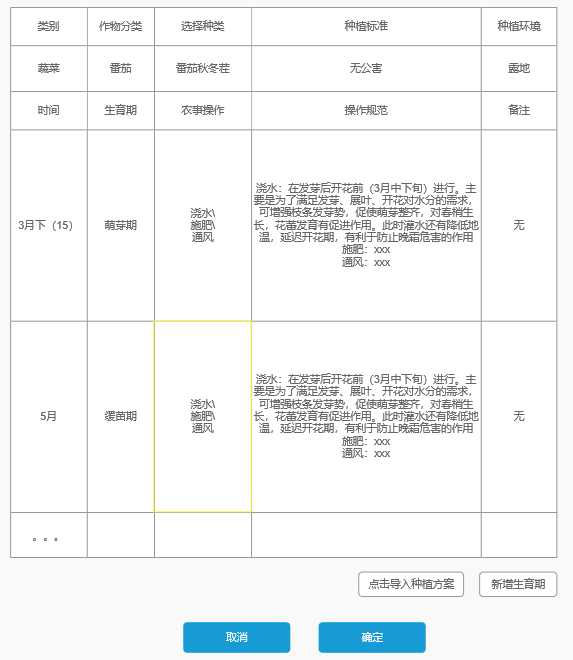 类别 作物分类 选择种类 种植标准 种植环境
蔬菜 番茄 番茄秋冬茬 无公害 露地
时间 生育期 农事操作 操作规范 备注
3月下（15） 萌芽期
浇水\
施肥\
通风
浇水：在发芽后开花前（3月中下旬）进行。主
要是为了满足发芽、展叶、开花对水分的需求，
可增强枝条发芽势，促使萌芽整齐，对春梢生
长，花蕾发育有促进作用。此时灌水还有降低地
温，延迟开花期，有利于防止晚霜危害的作用
施肥：xxx
通风：xxx
无
5月 缓苗期
浇水\
施肥\
通风
浇水：在发芽后开花前（3月中下旬）进行。主
要是为了满足发芽、展叶、开花对水分的需求，
可增强枝条发芽势，促使萌芽整齐，对春梢生
长，花蕾发育有促进作用。此时灌水还有降低地
温，延迟开花期，有利于防止晚霜危害的作用
施肥：xxx
通风：xxx
无
。。。
点击导入种植方案 新增生育期
取消 确定